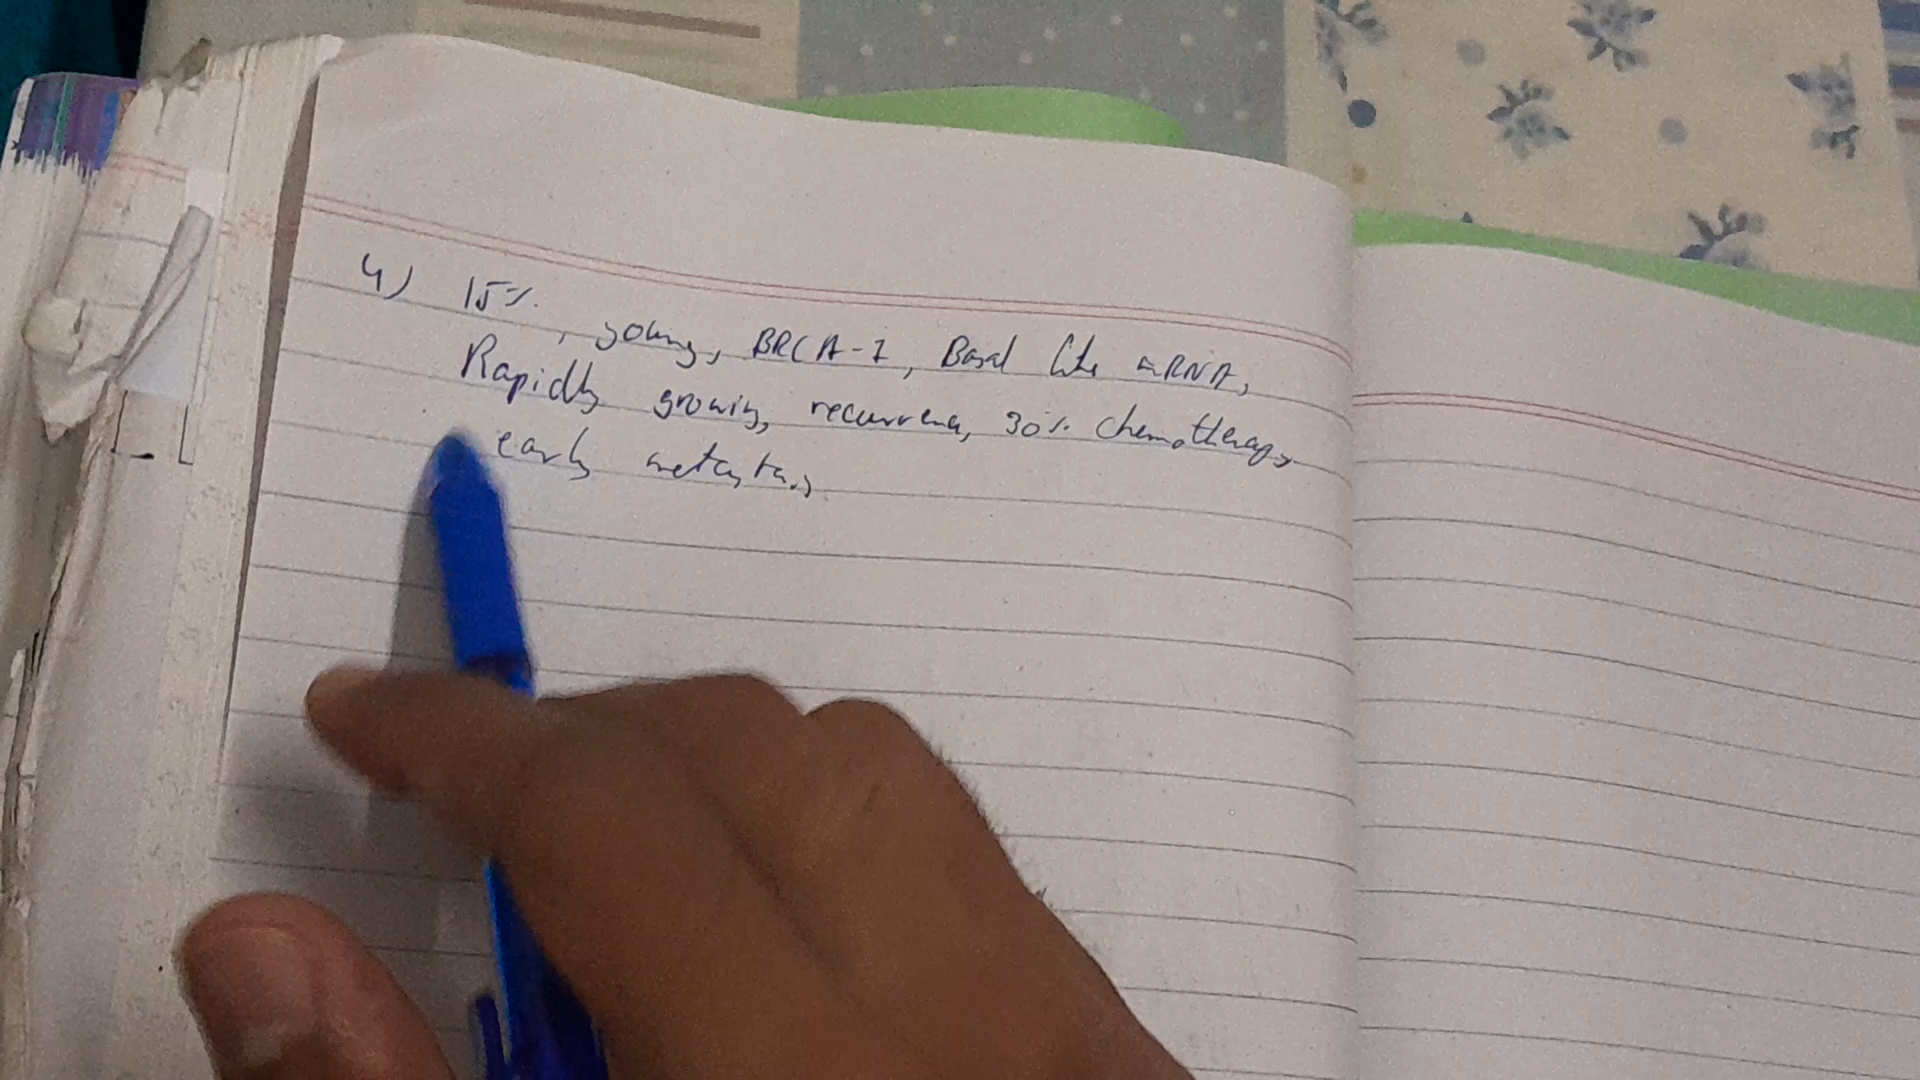 4) 15%, young, BRCA-1, Basal like mRNA,
Rapidly growing, recurrence, 30% chemotherapy,
early metastasis